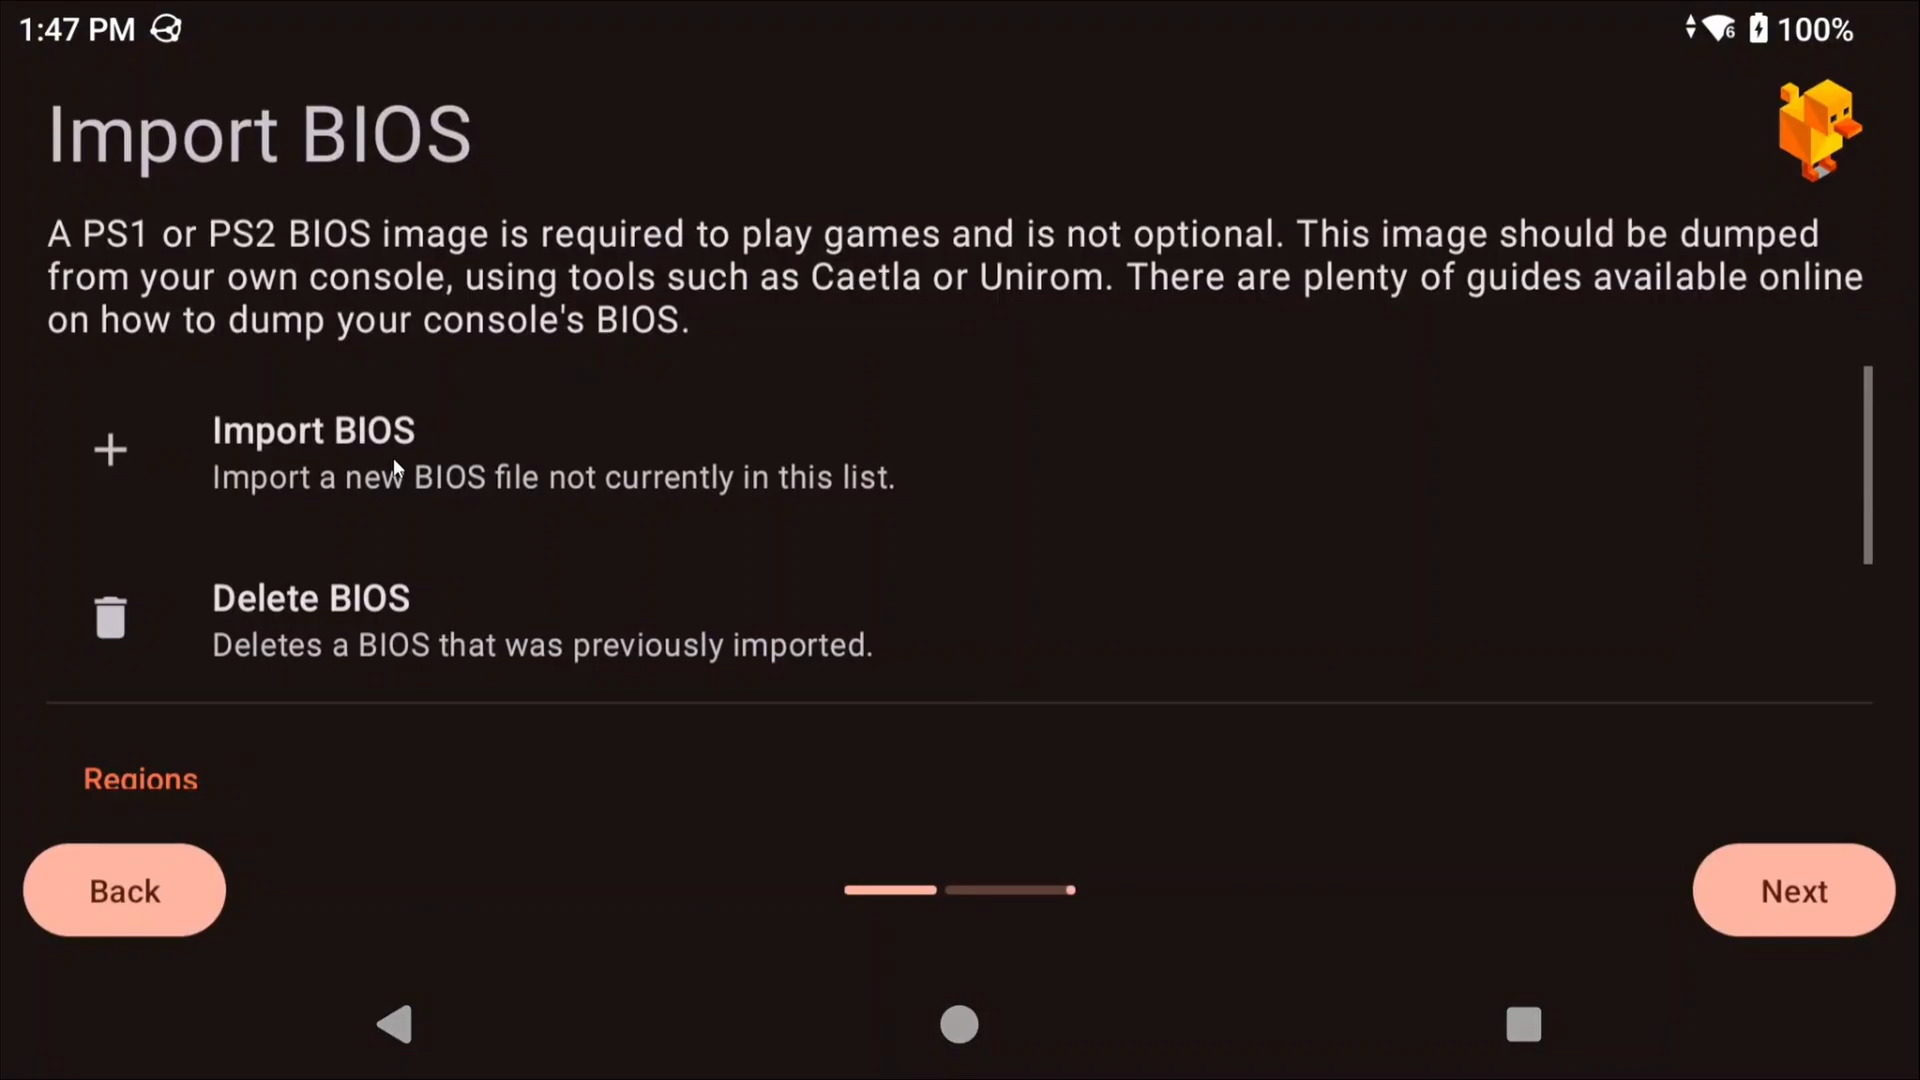 1:47 PM
6
100%
Import BIOS
A PS1 or PS2 BIOS image is required to play games and is not optional. This image should be dumped
from your own console, using tools such as Caetla or Unirom. There are plenty of guides available online
on how to dump your console's BIOS.
Import BIOS
Import a new BIOS file not currently in this list.
Delete BIOS
Deletes a BIOS that was previously imported.
Regions
Back
Next